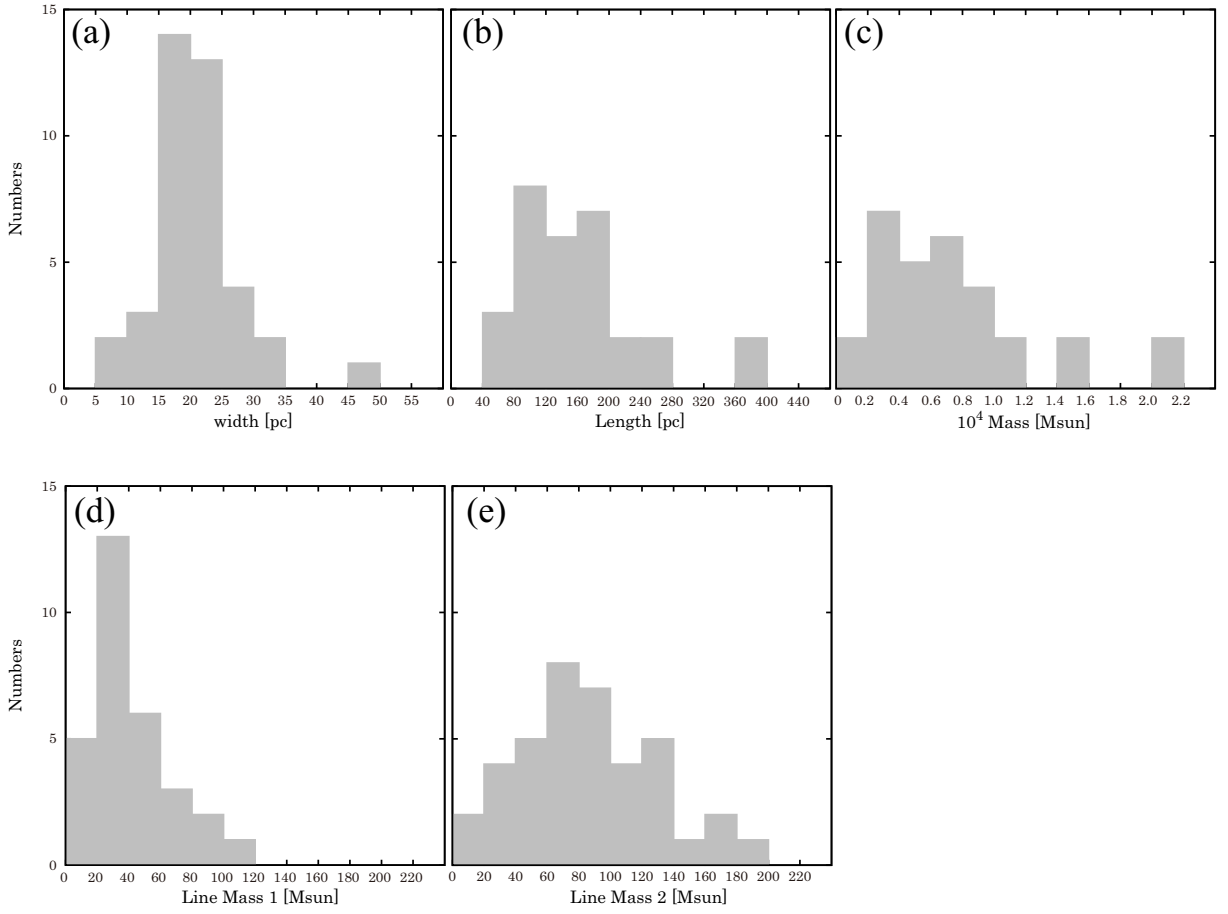 (a) (b) (c)
15
10
5
0
Numbers
0 5 10 15 20 25 30 35 40 45 50 55
width [pc]
0 40 80 120 160 200 240 280 320 360 400 440
Length [pc]
0 0.2 0.4 0.6 0.8 1.0 1.2 1.4 1.6 1.8 2.0 2.2
10⁴ Mass [Msun]
(d) (e)
15
10
5
0
Numbers
0 20 40 60 80 100 120 140 160 180 200 220
Line Mass 1 [Msun]
0 20 40 60 80 100 120 140 160 180 200 220
Line Mass 2 [Msun]